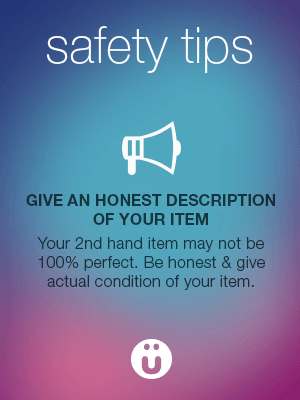 safety tips
GIVE AN HONEST DESCRIPTION
OF YOUR ITEM
Your 2nd hand item may not be
100% perfect. Be honest & give
actual condition of your item.
ü